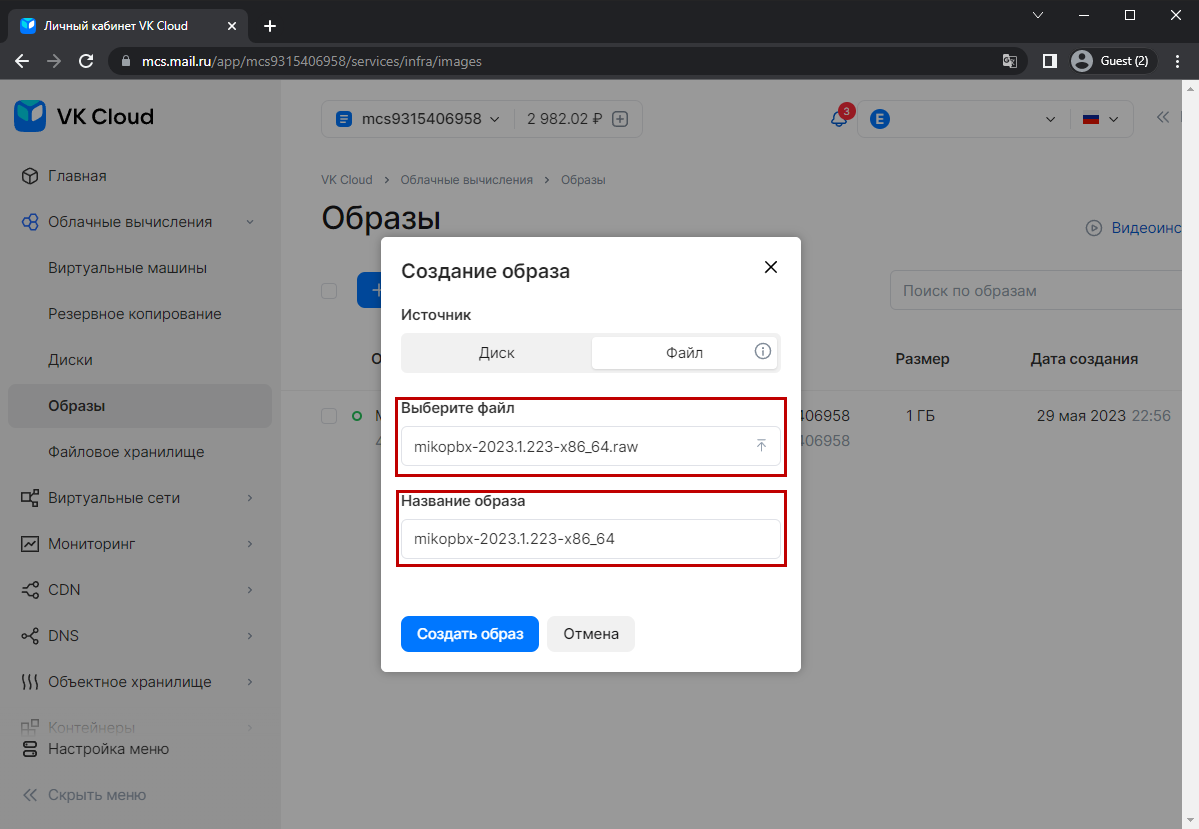 Личный кабинет VK Cloud
mcs.mail.ru/app/mcs9315406958/services/infra/images
Guest (2)
VK Cloud
mcs9315406958
2 982.02 ₽
3
E
Главная
Облачные вычисления
Виртуальные машины
Резервное копирование
Диски
Образы
Файловое хранилище
Виртуальные сети
Мониторинг
CDN
DNS
Объектное хранилище
Контейнеры
Настройка меню
Скрыть меню
VK Cloud > Облачные вычисления > Образы
Образы
Видеоинс
Поиск по образам
Размер
Дата создания
406958
1 ГБ
29 мая 2023 22:56
406958
Создание образа
Источник
Диск
Файл
Выберите файл
mikopbx-2023.1.223-x86_64.raw
Название образа
mikopbx-2023.1.223-x86_64
Создать образ
Отмена